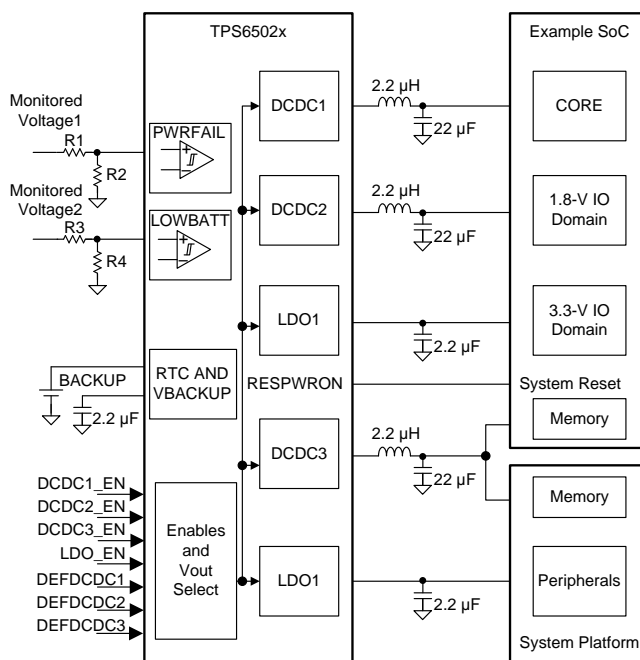 TPS6502x
Example SoC
Monitored
Voltage1
R1
R2
PWRFAIL
DCDC1
2.2 µH
22 µF
CORE
Monitored
Voltage2
R3
R4
LOWBATT
DCDC2
2.2 µH
22 µF
1.8-V IO
Domain
LDO1
2.2 µF
3.3-V IO
Domain
BACKUP
2.2 µF
RTC AND
VBACKUP
RESPWRON
System Reset
Memory
DCDC3
2.2 µH
22 µF
DCDC1_EN
DCDC2_EN
DCDC3_EN
LDO_EN
DEFDCDC1
DEFDCDC2
DEFDCDC3
Enables
and
Vout
Select
LDO1
2.2 µF
Memory
Peripherals
System Platform